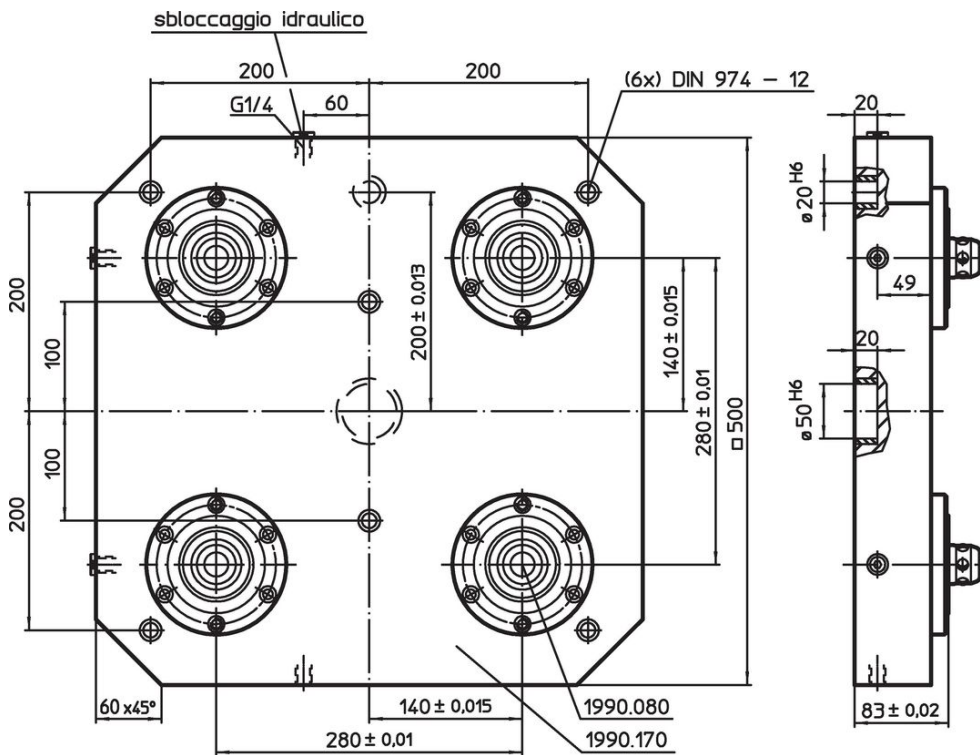 sbloccaggio idraulico
200
200
(6x) DIN 974 – 12
G1/4
60
20
ø20 H6
200
100
200 ± 0,013
140 ± 0,015
280 ± 0,01
□ 500
49
20
ø50 H6
100
200
60 x45°
140 ± 0,015
280 ± 0,01
1990.080
1990.170
83 ± 0,02